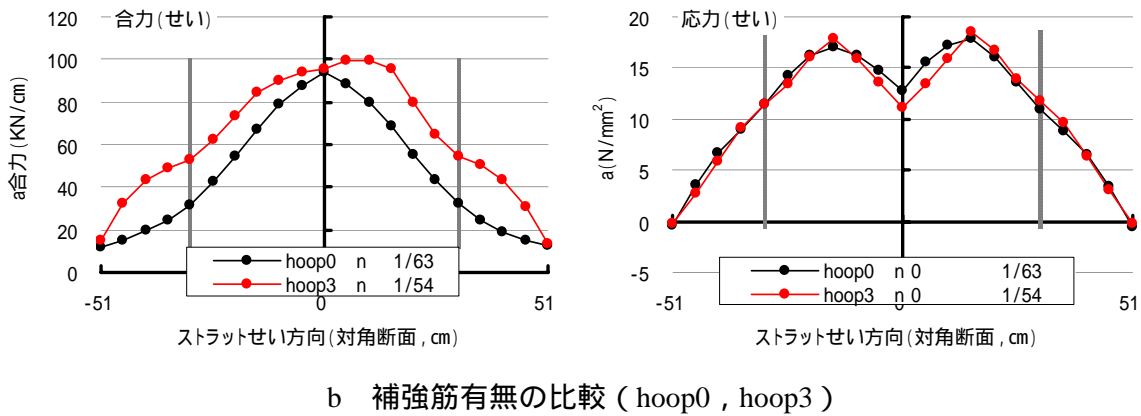 合力(せい)
120
100
80
60
40
20
0
a合力 (KN/cm)
hoop0 n 1/63
hoop3 n 1/54
-51 0 51
ストラットせい方向(対角断面,cm)
応力(せい)
20
15
10
5
0
-5
a(N/mm²)
hoop0 n 0 1/63
hoop3 n 0 1/54
-51 0 51
ストラットせい方向(対角断面,cm)
b 補強筋有無の比較(hoop0,hoop3)